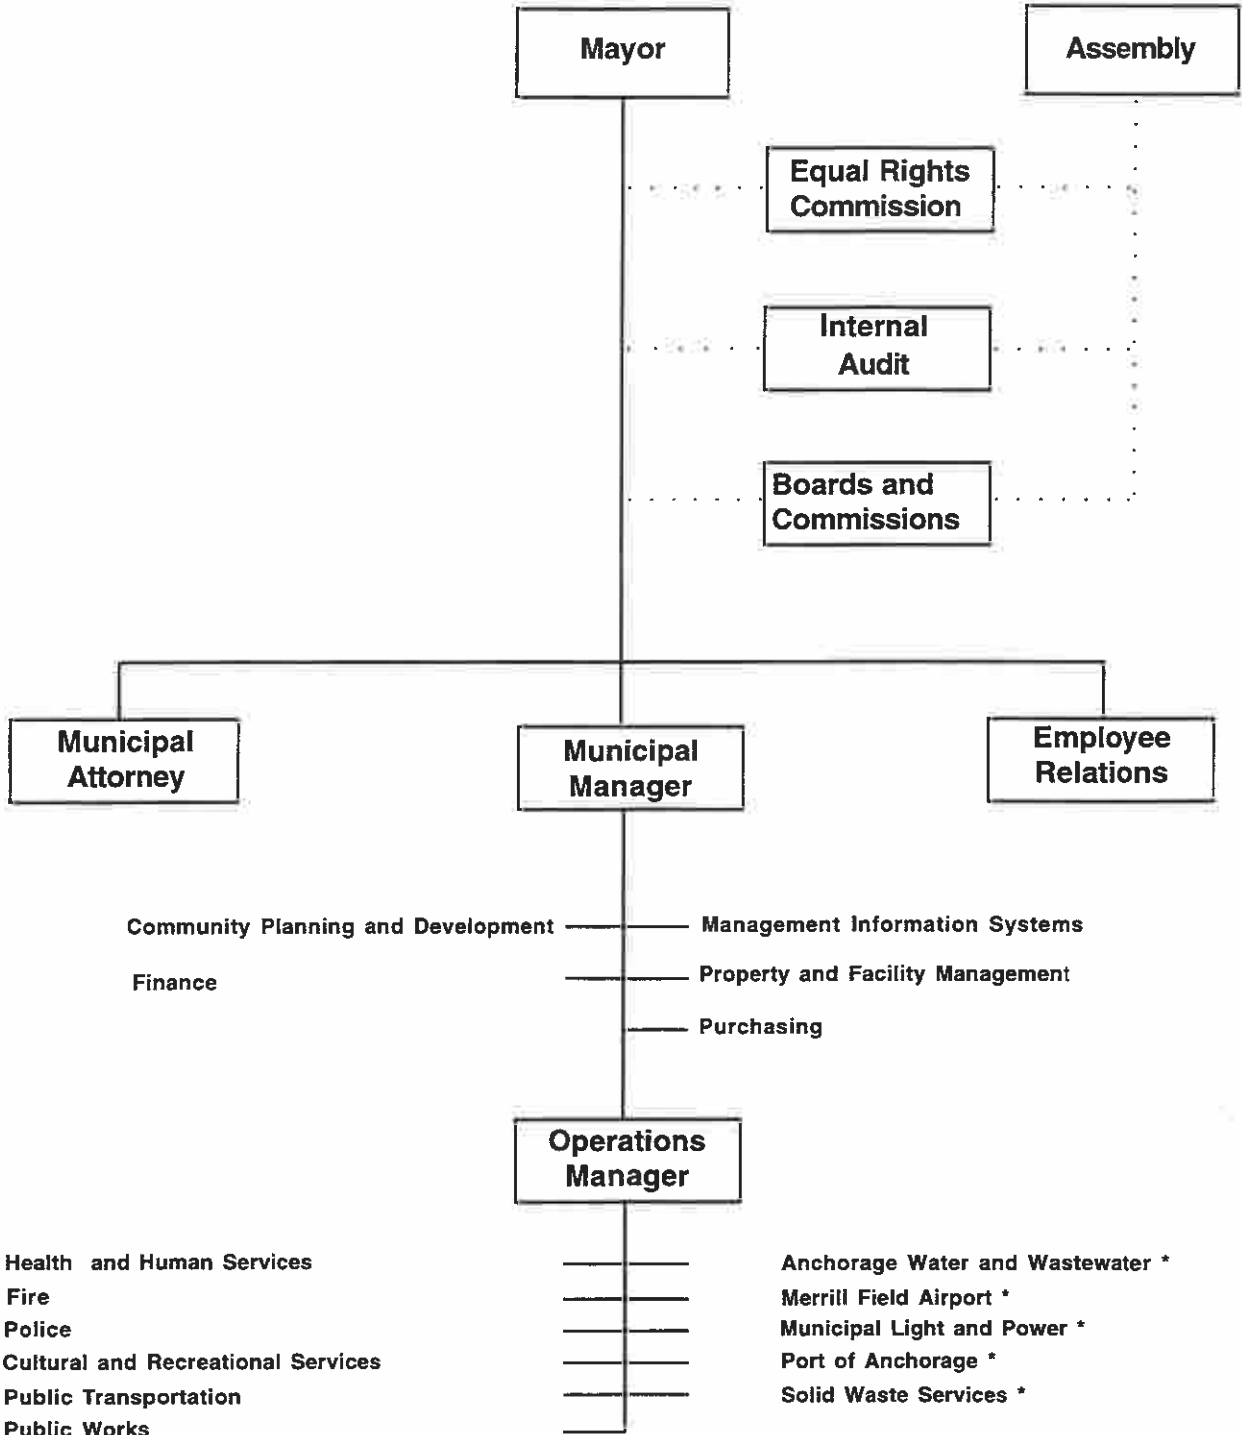 Mayor
Assembly
Equal Rights
Commission
Internal
Audit
Boards and
Commissions
Municipal
Attorney
Municipal
Manager
Employee
Relations
Community Planning and Development
Management Information Systems
Finance
Property and Facility Management
Purchasing
Operations
Manager
Health and Human Services
Anchorage Water and Wastewater *
Fire
Merrill Field Airport *
Police
Municipal Light and Power *
Cultural and Recreational Services
Port of Anchorage *
Public Transportation
Solid Waste Services *
Public Works